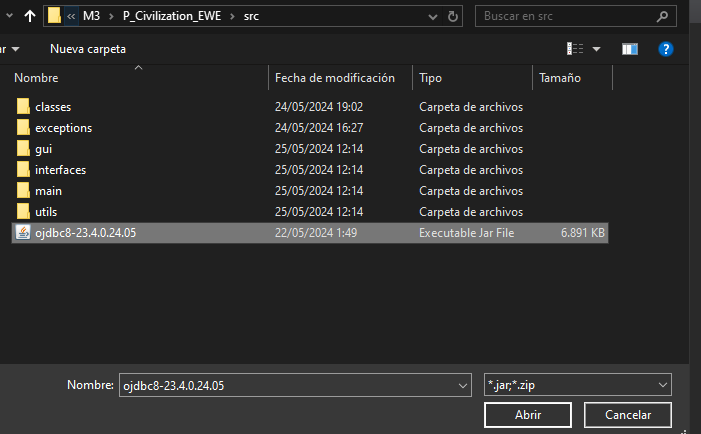 « M3 > P_Civilization_EWE > src
Buscar en src
ar Nueva carpeta
Nombre Fecha de modificación Tipo Tamaño
classes 24/05/2024 19:02 Carpeta de archivos
exceptions 24/05/2024 16:27 Carpeta de archivos
gui 25/05/2024 12:14 Carpeta de archivos
interfaces 25/05/2024 12:14 Carpeta de archivos
main 25/05/2024 12:14 Carpeta de archivos
utils 25/05/2024 12:14 Carpeta de archivos
ojdbc8-23.4.0.24.05 22/05/2024 1:49 Executable Jar File 6.891 KB
Nombre: ojdbc8-23.4.0.24.05 *.jar;*.zip
Abrir Cancelar